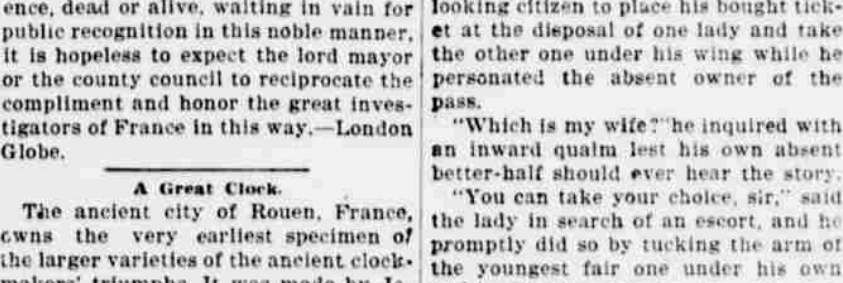 ence, dead or alive, waiting in vain for
public recognition in this noble manner,
it is hopeless to expect the lord mayor
or the county council to reciprocate the
compliment and honor the great inves-
tigators of France in this way.—London
Globe.
A Great Clock.
The ancient city of Rouen, France,
owns the very earliest specimen of
the larger varieties of the ancient clock-
makers' triumphs. It was made by Je-
looking citizen to place his bought tick-
et at the disposal of one lady and take
the other one under his wing while he
personated the absent owner of the
pass.
"Which is my wife?"he inquired with
an inward qualm lest his own absent
better-half should ever hear the story.
"You can take your choice, sir," said
the lady in search of an escort, and he
promptly did so by tucking the arm of
the youngest fair one under his own